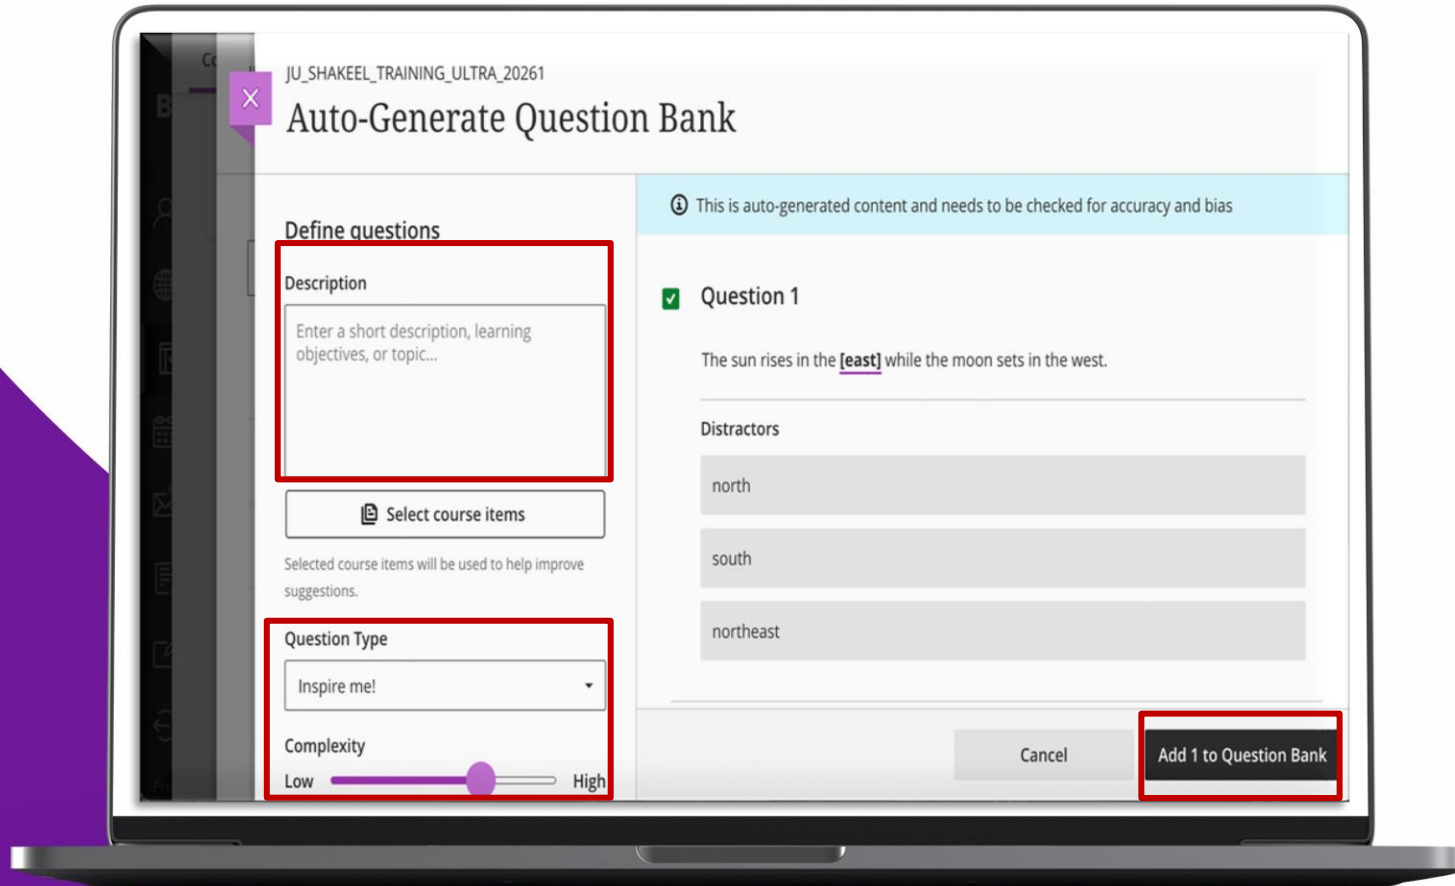 JU_SHAKEEL_TRAINING_ULTRA_20261
Auto-Generate Question Bank
Define questions
Description
Enter a short description, learning
objectives, or topic...
Select course items
Selected course items will be used to help improve
suggestions.
Question Type
Inspire me!
Complexity
Low High
This is auto-generated content and needs to be checked for accuracy and bias
Question 1
The sun rises in the [east] while the moon sets in the west.
Distractors
north
south
northeast
Cancel
Add 1 to Question Bank